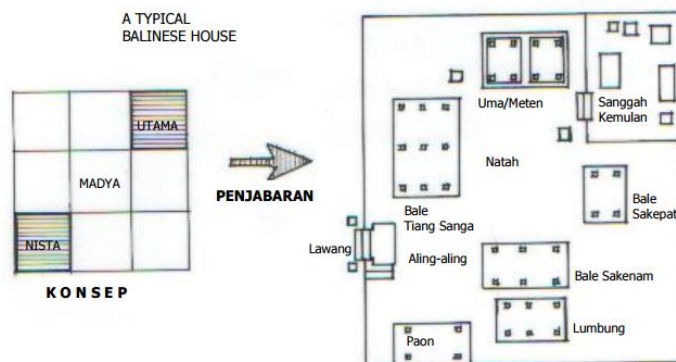 A TYPICAL
BALINESE HOUSE
UTAMA
MADYA
NISTA
KONSEP
PENJABARAN
Uma/Meten
Sanggah
Kemulan
Natah
Bale
Tiang Sanga
Bale
Sakepat
Lawang
Aling-aling
Bale Sakenam
Lumbung
Paon